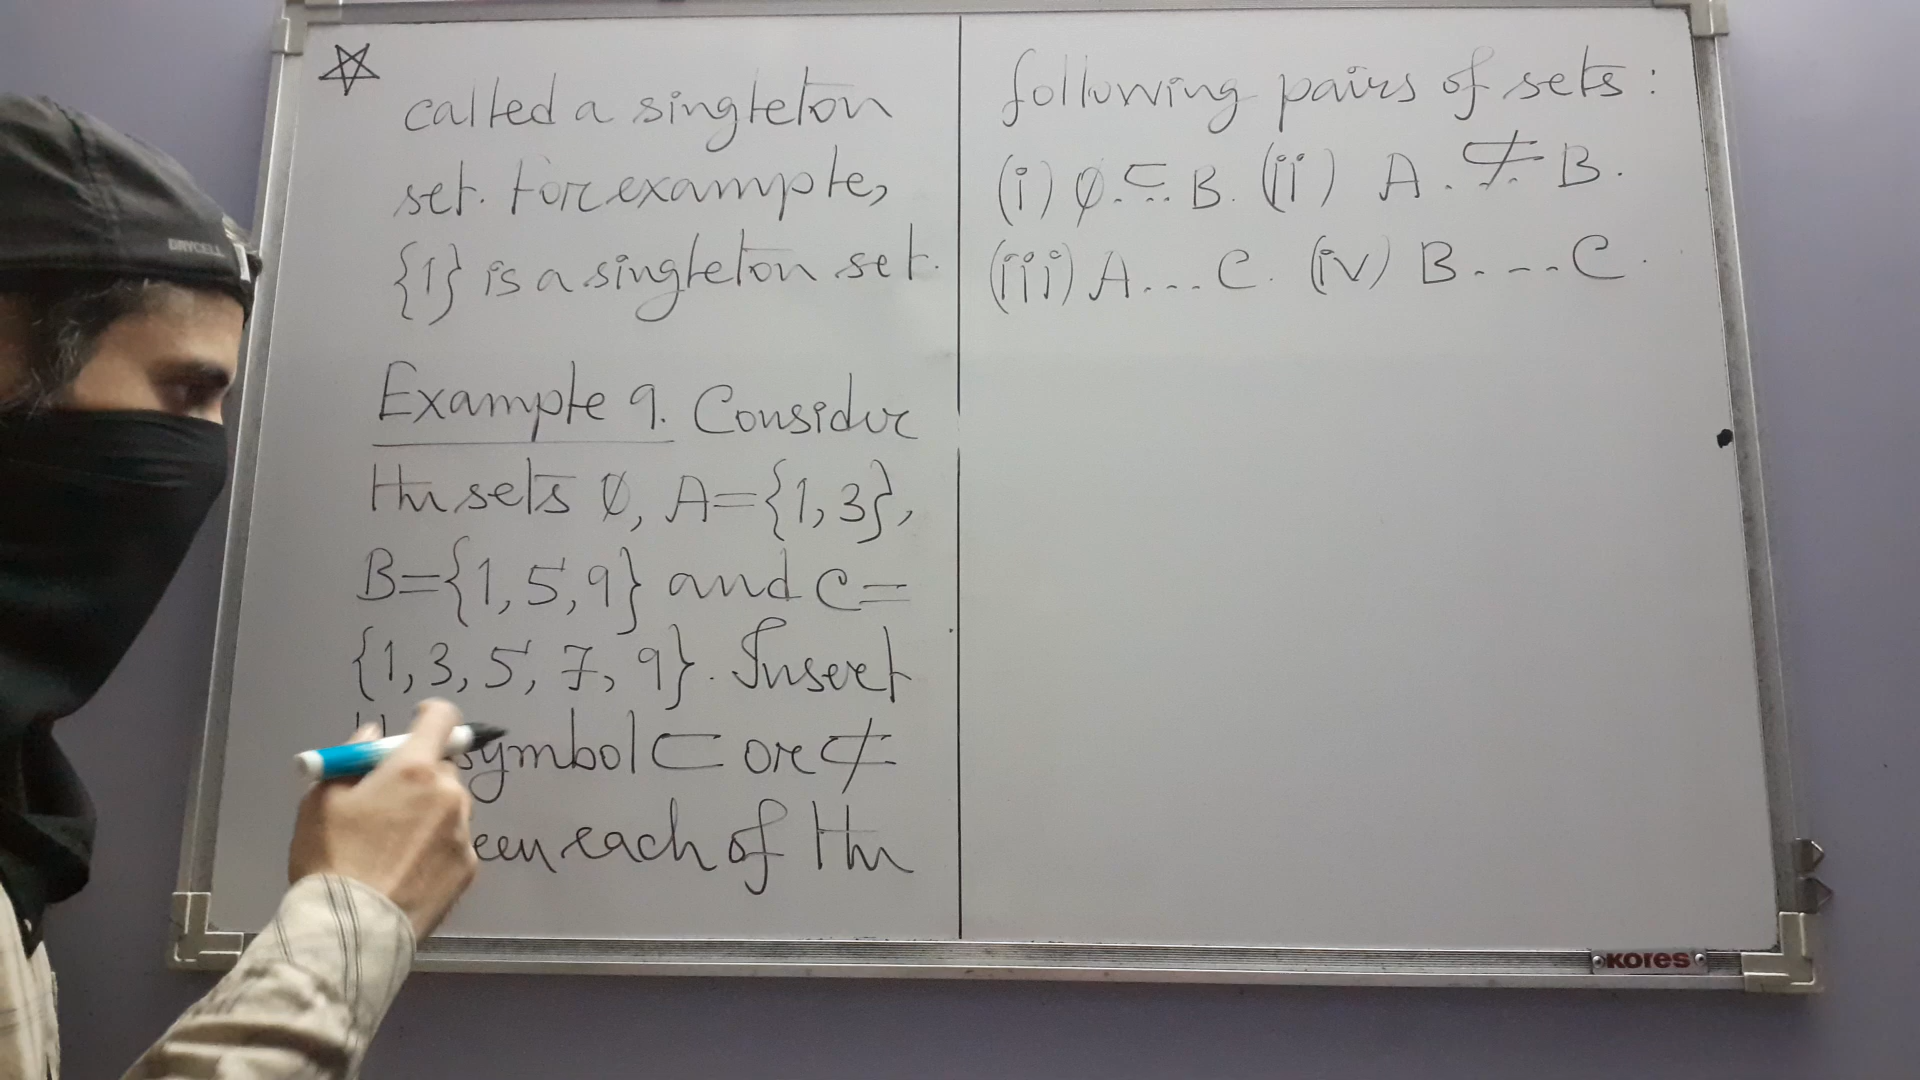 called a singleton
set. For example,
{1} is a singleton set.
Example 9. Consider
the sets ∅, A={1, 3},
B={1, 5, 9} and C=
{1, 3, 5, 7, 9}. Insert
symbol ⊂ or ⊄
een each of the
following pairs of sets :
(i) ∅ .⊂.. B. (ii) A . ⊄.. B.
(iii) A ... C. (iv) B .... C.
DRYCELL
KORES